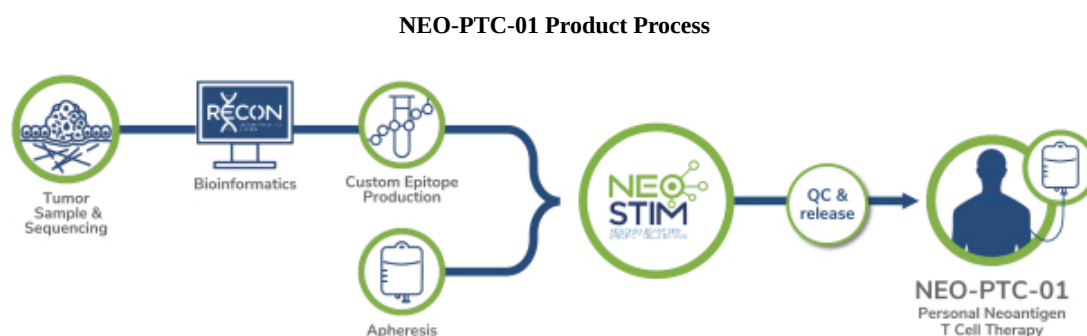 NEO-PTC-01 Product Process
RECON
Bioinformatics
Tumor
Sample &
Sequencing
Custom Epitope
Production
Apheresis
NEO
STIM
QC &
release
NEO-PTC-01
Personal Neoantigen
T Cell Therapy